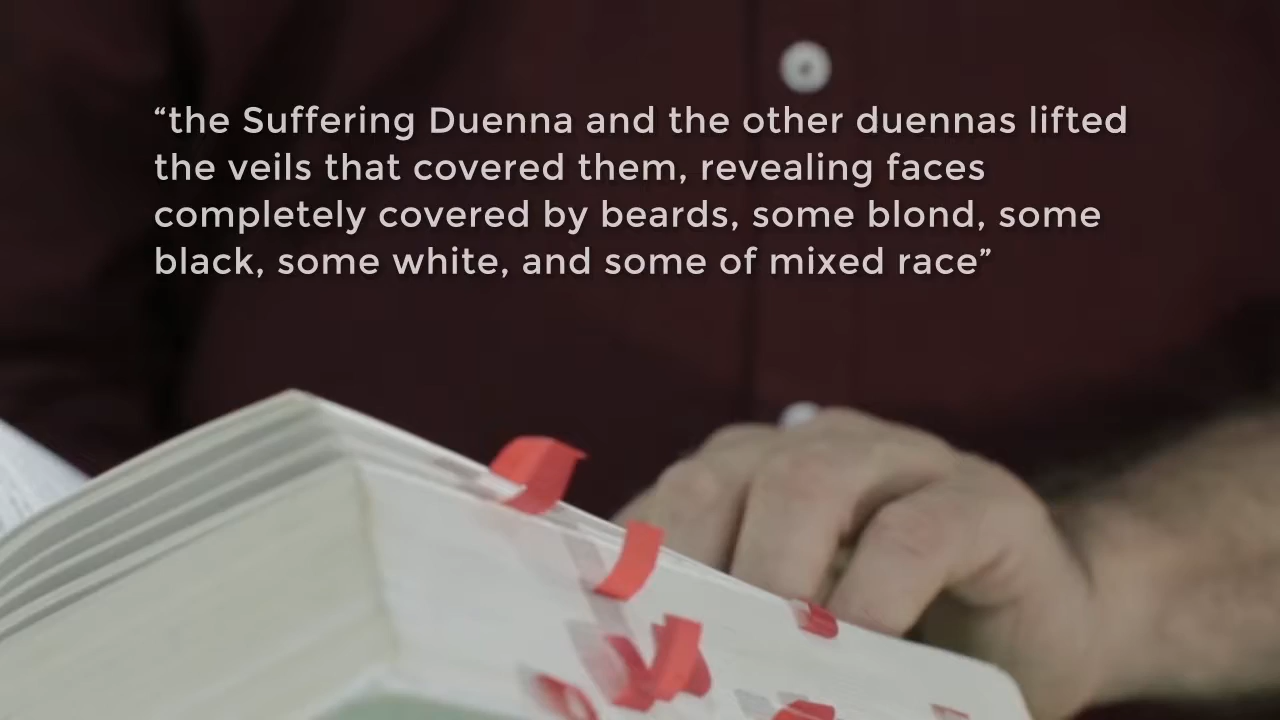 “the Suffering Duenna and the other duennas lifted
the veils that covered them, revealing faces
completely covered by beards, some blond, some
black, some white, and some of mixed race”